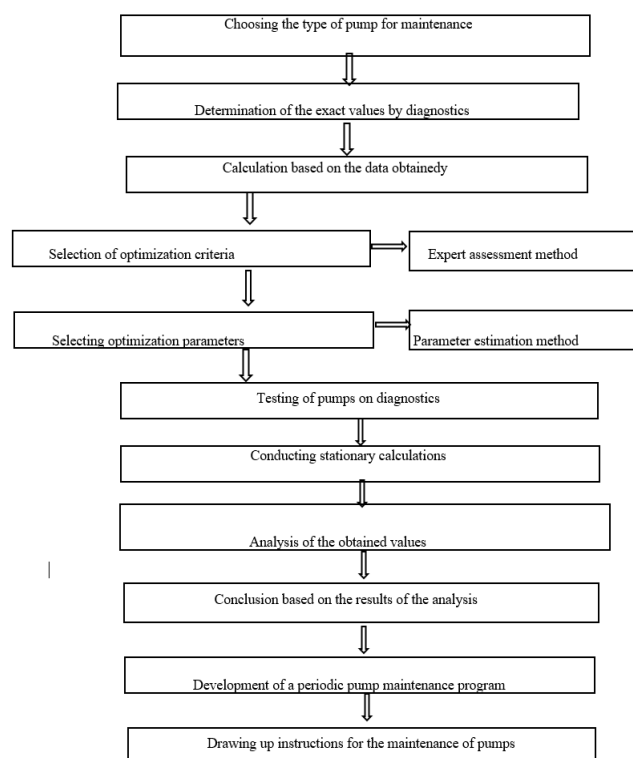 Choosing the type of pump for maintenance
Determination of the exact values by diagnostics
Calculation based on the data obtainedy
Selection of optimization criteria
Expert assessment method
Selecting optimization parameters
Parameter estimation method
Testing of pumps on diagnostics
Conducting stationary calculations
Analysis of the obtained values
Conclusion based on the results of the analysis
Development of a periodic pump maintenance program
Drawing up instructions for the maintenance of pumps